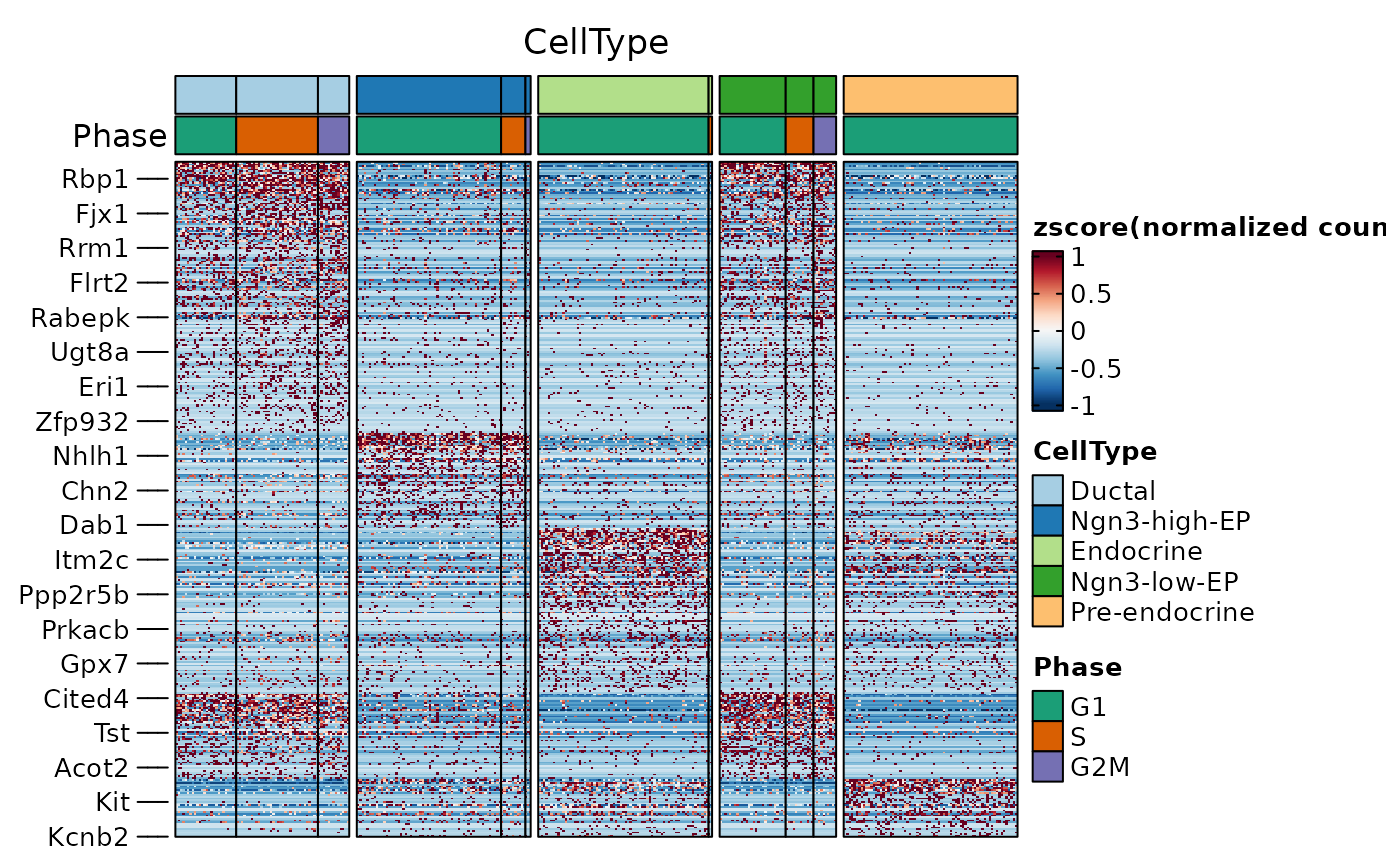 CellType
Phase
Rbp1
Fjx1
Rrm1
Flrt2
Rabepk
Ugt8a
Eri1
Zfp932
Nhlh1
Chn2
Dab1
Itm2c
Ppp2r5b
Prkacb
Gpx7
Cited4
Tst
Acot2
Kit
Kcnb2
zscore(normalized coun
1
0.5
0
-0.5
-1
CellType
Ductal
Ngn3-high-EP
Endocrine
Ngn3-low-EP
Pre-endocrine
Phase
G1
S
G2M